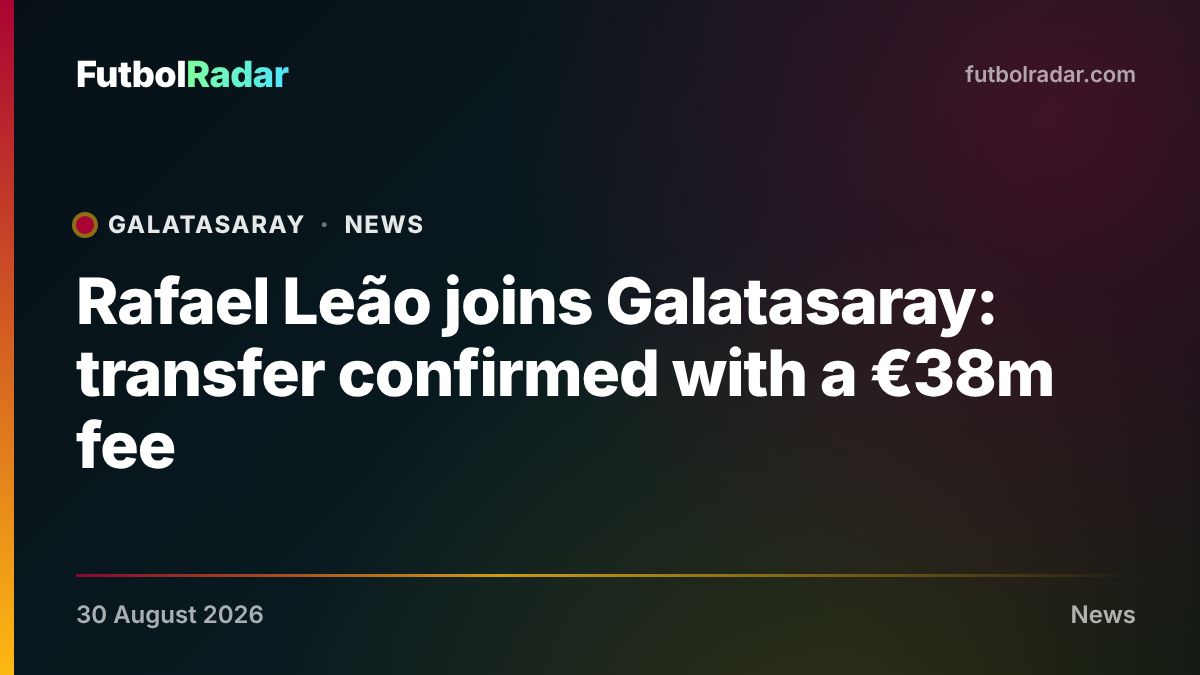 FutbolRadar
futbolradar.com
GALATASARAY · NEWS
Rafael Leão joins Galatasaray:
transfer confirmed with a €38m
fee
30 August 2026
News